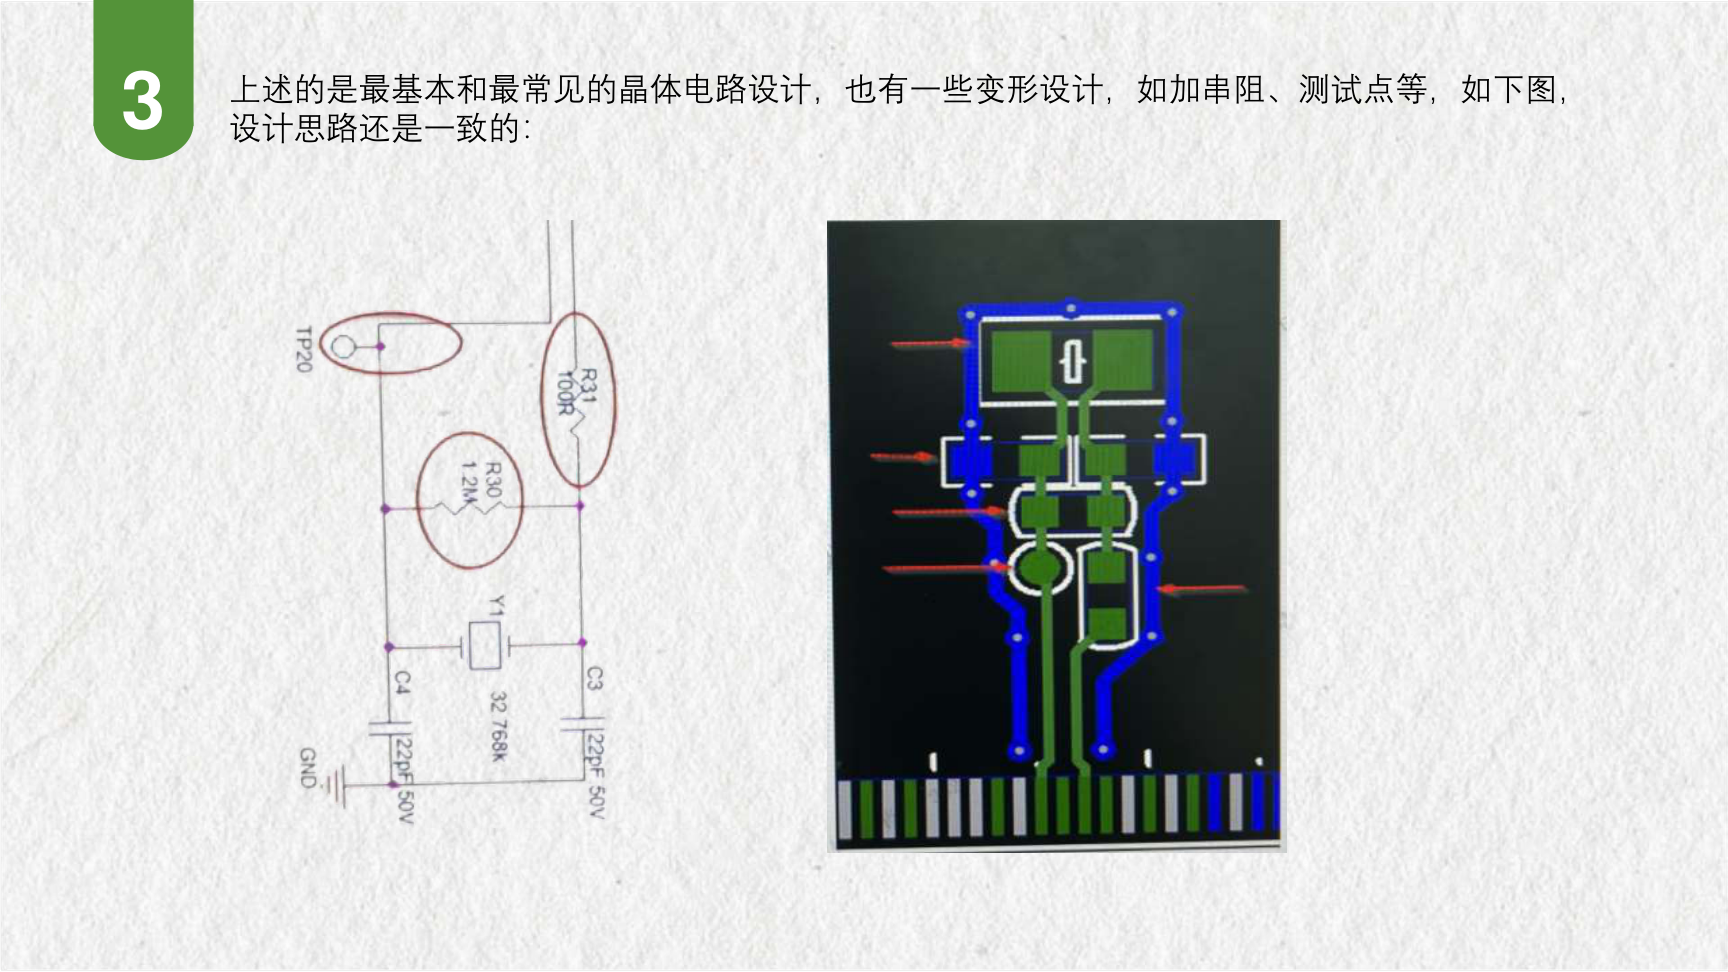 3
上述的是最基本和最常见的晶体电路设计，也有一些变形设计，如加串阻、测试点等，如下图，
设计思路还是一致的：
TP20
R31
100R
R30
1.2M
Y1
32.768k
C3
22pF 50V
C4
22pF 50V
GND